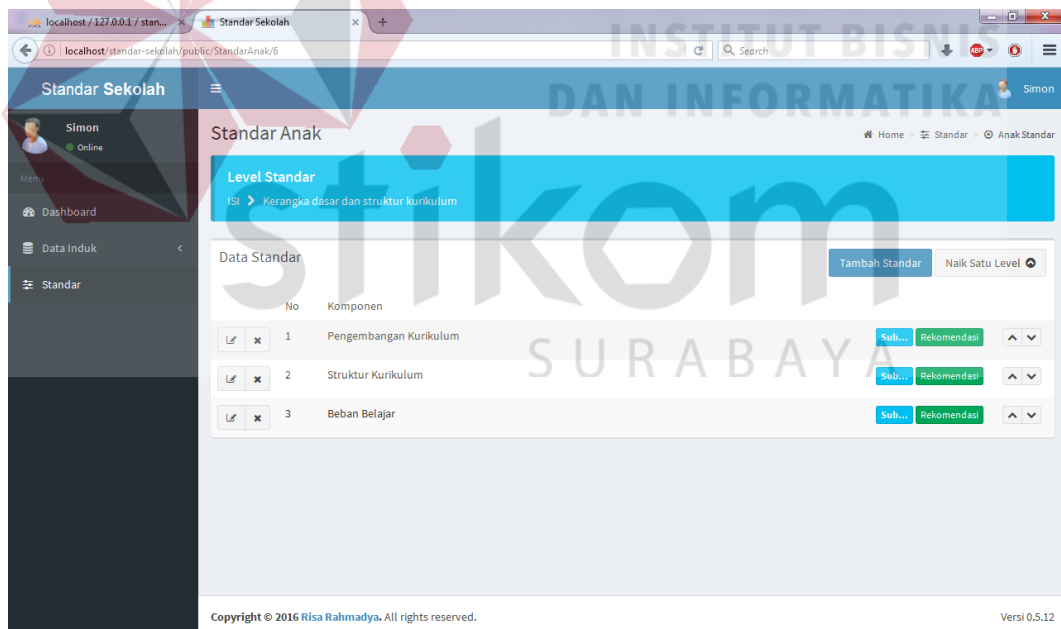 localhost / 127.0.0.1 / stan...
Standar Sekolah
localhost/standar-sekolah/public/StandarAnak/6
Search
ABP
INSTITUT BISNIS
DAN INFORMATIKA
stikom
SURABAYA
Standar Sekolah
Simon
Simon
Online
Standar Anak
Home > Standar > Anak Standar
Menu
Level Standar
ISI > Kerangka dasar dan struktur kurikulum
Dashboard
Data Induk
Standar
Data Standar
Tambah Standar
Naik Satu Level
No Komponen
1 Pengembangan Kurikulum Sub... Rekomendasi
2 Struktur Kurikulum Sub... Rekomendasi
3 Beban Belajar Sub... Rekomendasi
Copyright © 2016 Risa Rahmadya. All rights reserved.
Versi 0.5.12